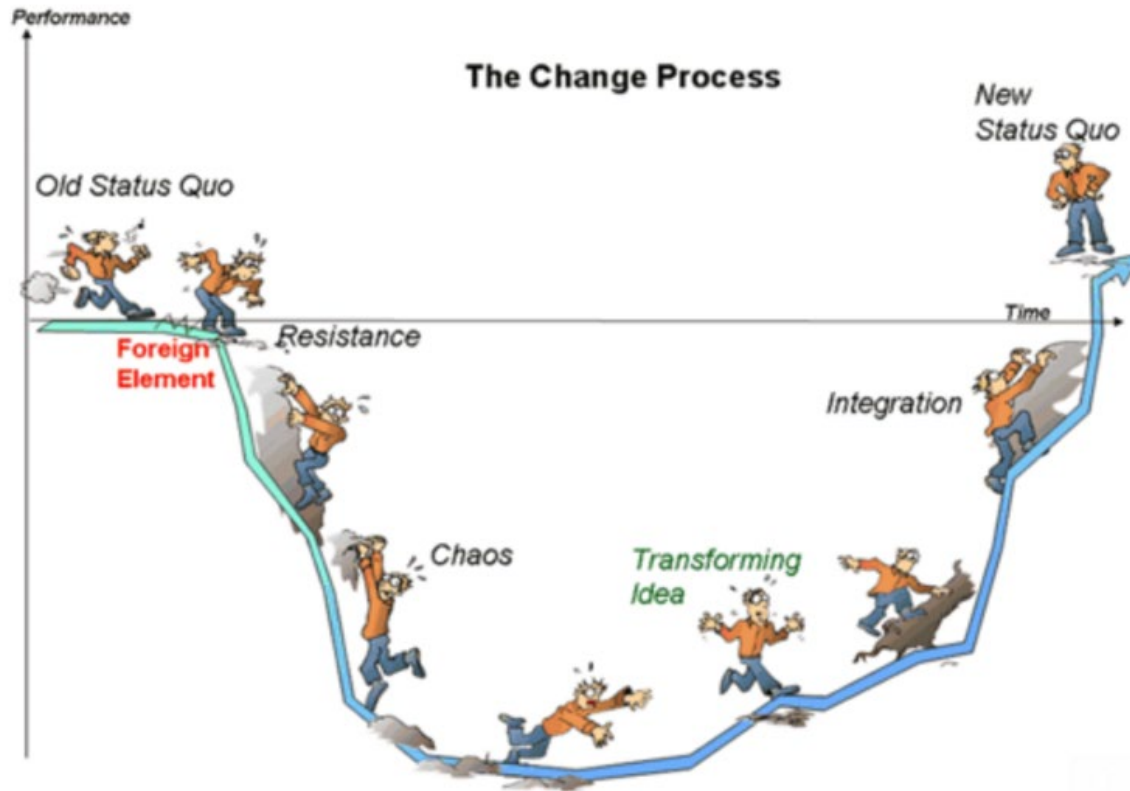 Performance
The Change Process
New
Status Quo
Old Status Quo
Time
Foreign
Element
Resistance
Integration
Chaos
Transforming
Idea